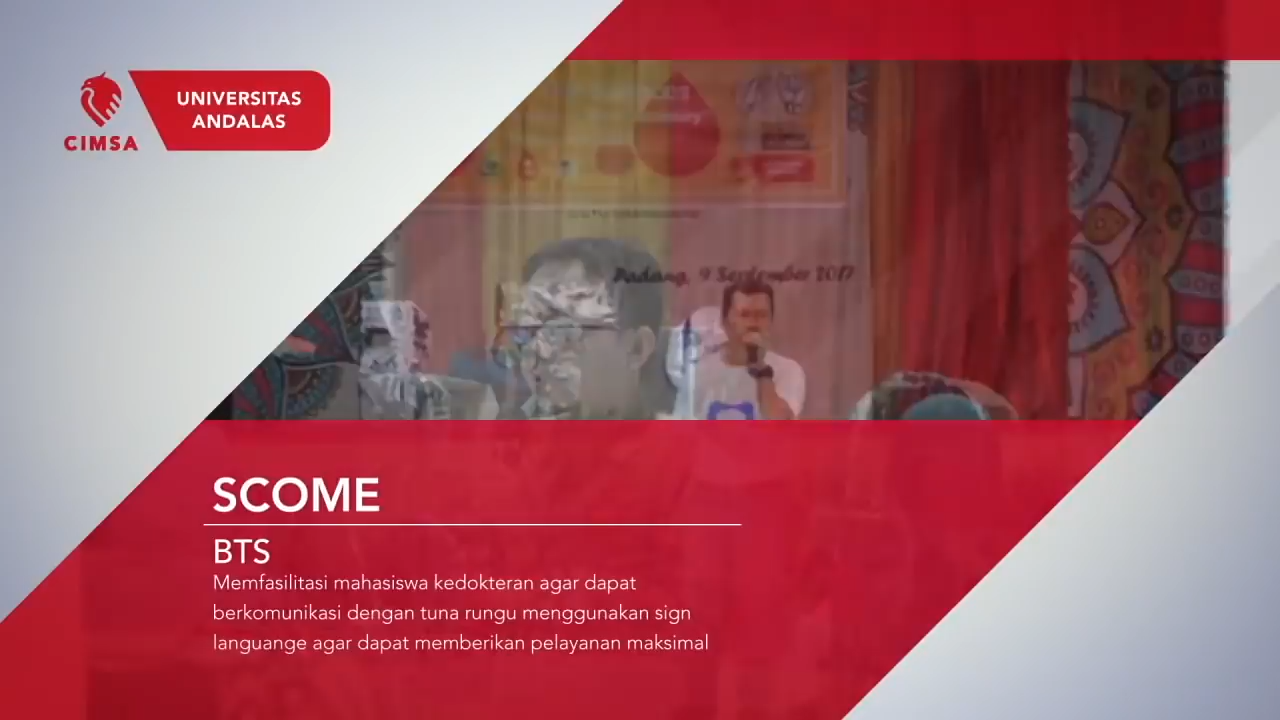 CIMSA
UNIVERSITAS
ANDALAS
Padang, 9 September 2017
SCOME
BTS
Memfasilitasi mahasiswa kedokteran agar dapat
berkomunikasi dengan tuna rungu menggunakan sign
languange agar dapat memberikan pelayanan maksimal